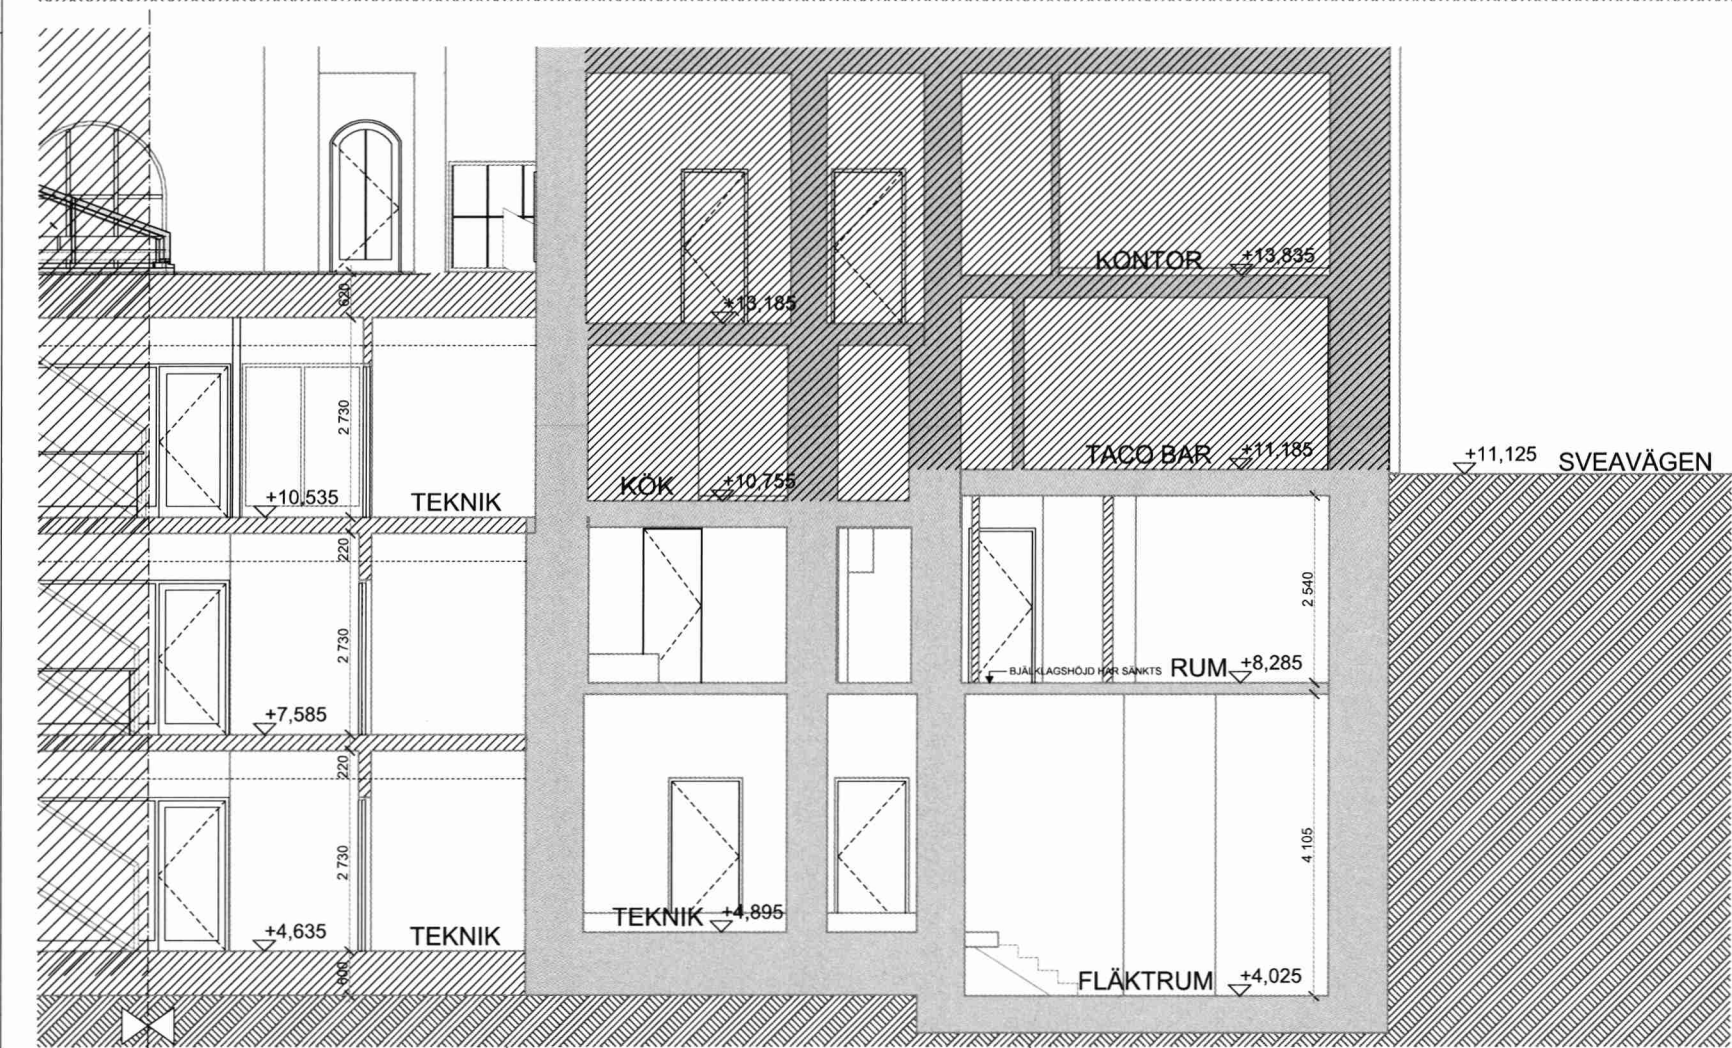 620
KONTOR +13,835
+13,185
2 730
TACO BAR +11,185
+11,125 SVEAVÄGEN
KÖK +10,755
+10,535
TEKNIK
220
2 540
2 730
BJÄLKLAGSHÖJD HAR SÄNKTS
RUM +8,285
+7,585
220
4 105
2 730
TEKNIK +4,895
+4,635
TEKNIK
600
FLÄKTRUM +4,025